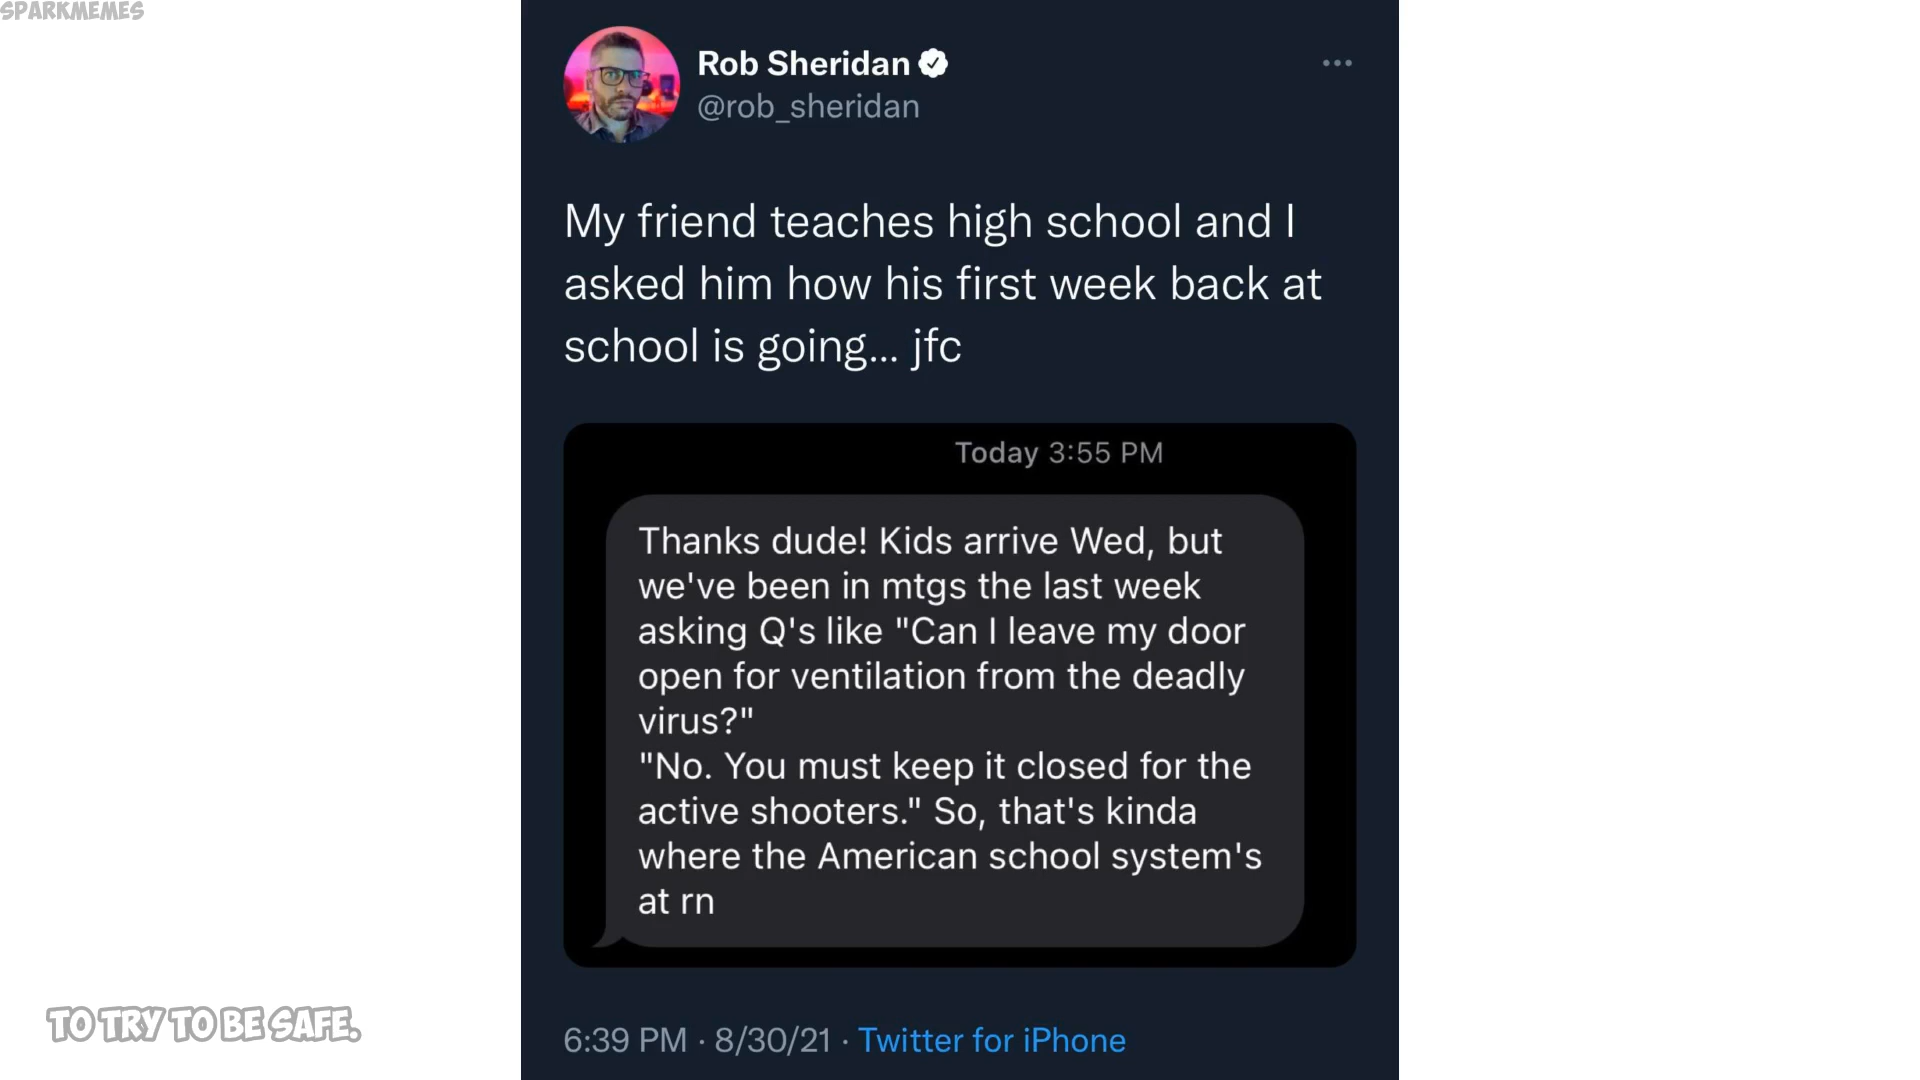 SPARKMEMES
Rob Sheridan
@rob_sheridan
My friend teaches high school and I
asked him how his first week back at
school is going... jfc
Today 3:55 PM
Thanks dude! Kids arrive Wed, but
we've been in mtgs the last week
asking Q's like "Can I leave my door
open for ventilation from the deadly
virus?"
"No. You must keep it closed for the
active shooters." So, that's kinda
where the American school system's
at rn
TO TRY TO BE SAFE.
6:39 PM · 8/30/21 · Twitter for iPhone